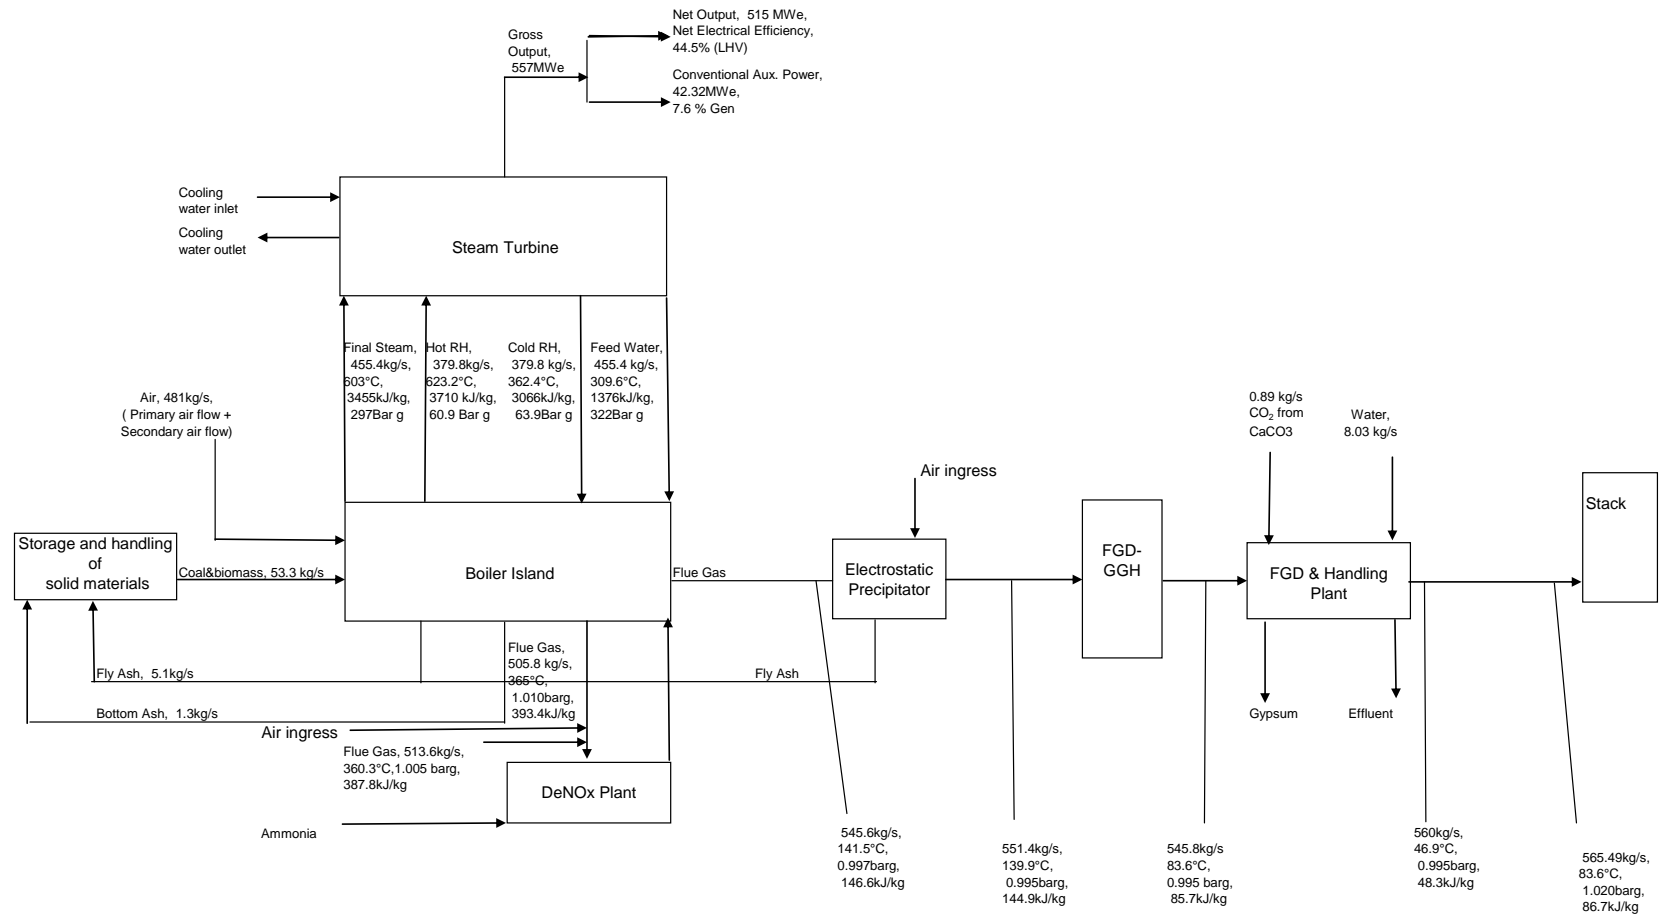 Net Output,  515 MWe,
Net Electrical Efficiency,
44.5% (LHV)
Gross
Output,
557MWe
Conventional Aux. Power,
42.32MWe,
7.6 % Gen
Cooling
water inlet
Cooling
water outlet
Steam Turbine
Final Steam,
455.4kg/s,
603°C,
3455kJ/kg,
297Bar g
Hot RH,
379.8kg/s,
623.2°C,
3710 kJ/kg,
60.9 Bar g
Cold RH,
379.8 kg/s,
362.4°C,
3066kJ/kg,
63.9Bar g
Feed Water,
455.4 kg/s,
309.6°C,
1376kJ/kg,
322Bar g
Air, 481kg/s,
( Primary air flow +
Secondary air flow)
0.89 kg/s
CO₂ from
CaCO3
Water,
8.03 kg/s
Air ingress
Stack
Storage and handling
of
solid materials
Coal&biomass, 53.3 kg/s
Boiler Island
Flue Gas
Electrostatic
Precipitator
FGD-
GGH
FGD & Handling
Plant
Fly Ash,  5.1kg/s
Fly Ash
Bottom Ash,  1.3kg/s
Flue Gas,
505.8 kg/s,
365°C,
1.010barg,
393.4kJ/kg
Gypsum
Effluent
Air ingress
Flue Gas, 513.6kg/s,
360.3°C,1.005 barg,
387.8kJ/kg
DeNOx Plant
Ammonia
545.6kg/s,
141.5°C,
0.997barg,
146.6kJ/kg
551.4kg/s,
139.9°C,
0.995barg,
144.9kJ/kg
545.8kg/s
83.6°C,
0.995 barg,
85.7kJ/kg
560kg/s,
46.9°C,
0.995barg,
48.3kJ/kg
565.49kg/s,
83.6°C,
1.020barg,
86.7kJ/kg